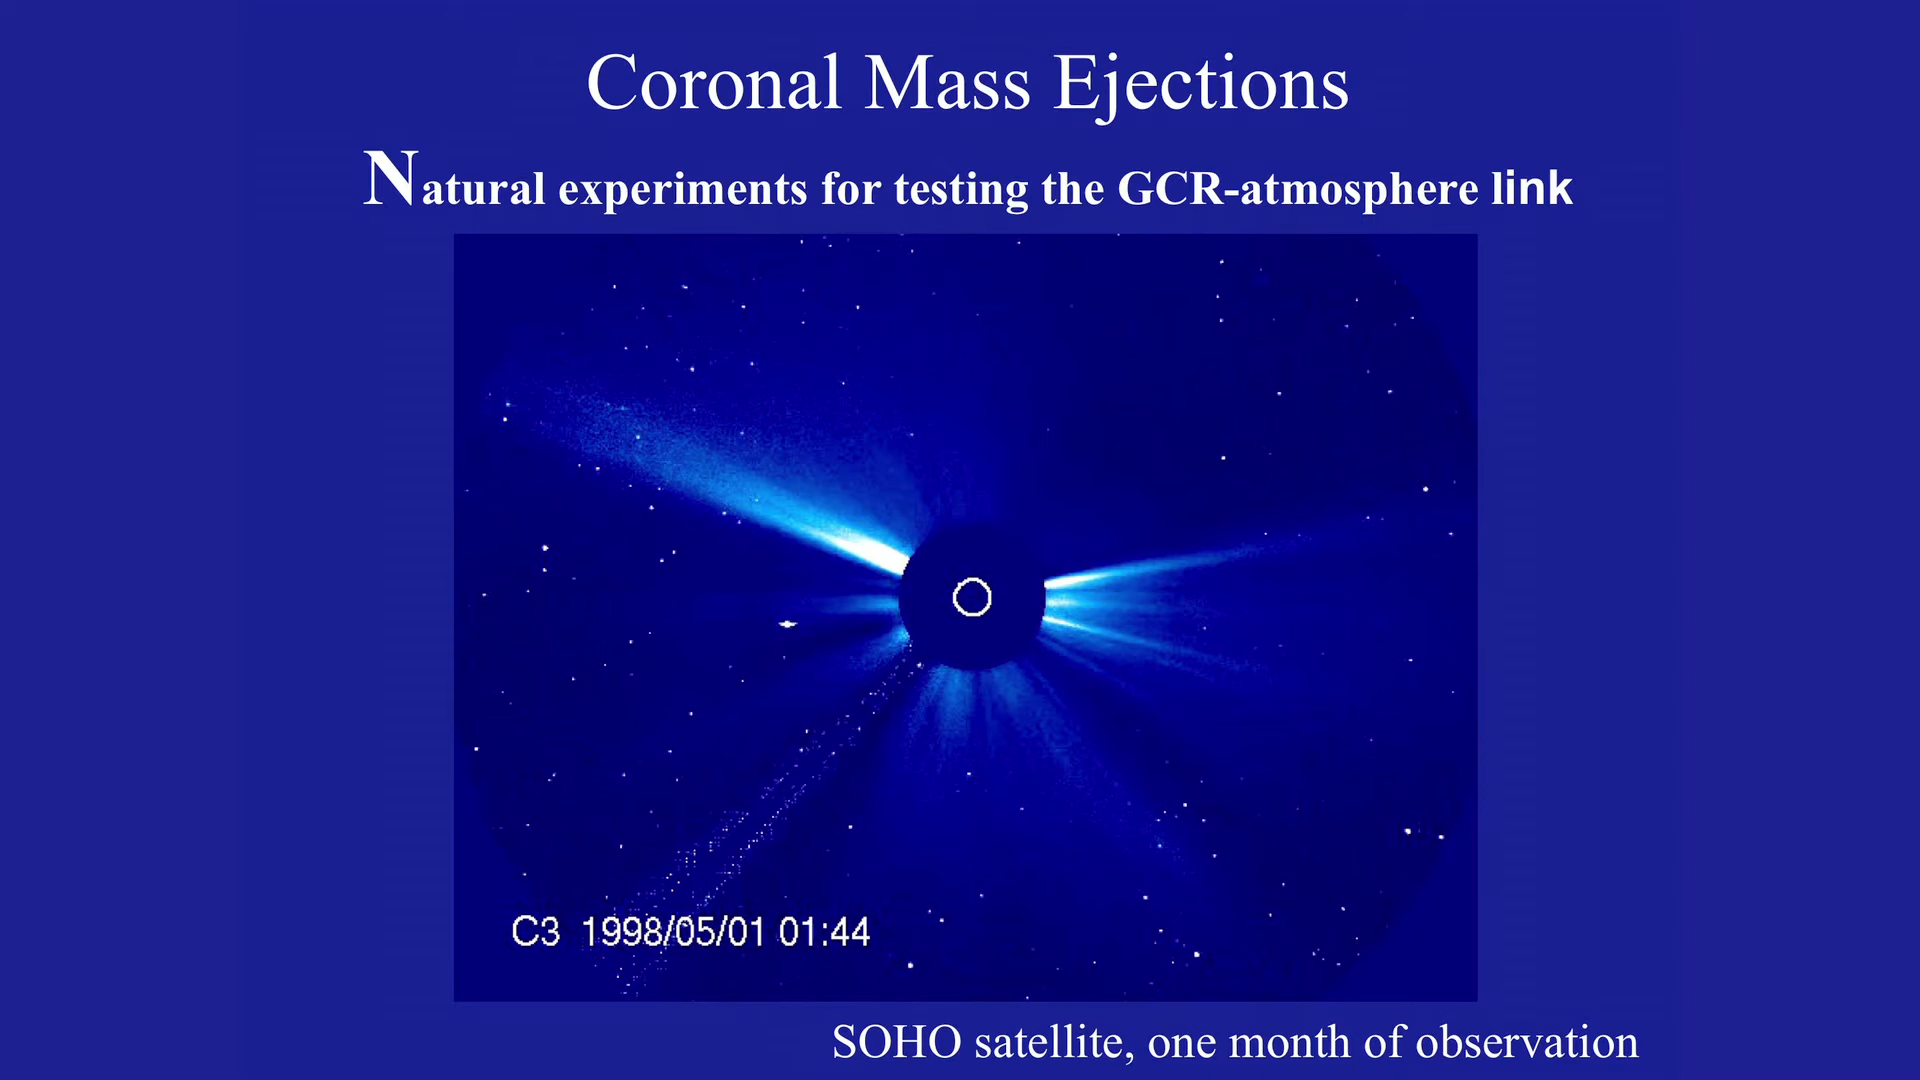 Coronal Mass Ejections
Natural experiments for testing the GCR-atmosphere link
C3 1998/05/01 01:44
SOHO satellite, one month of observation